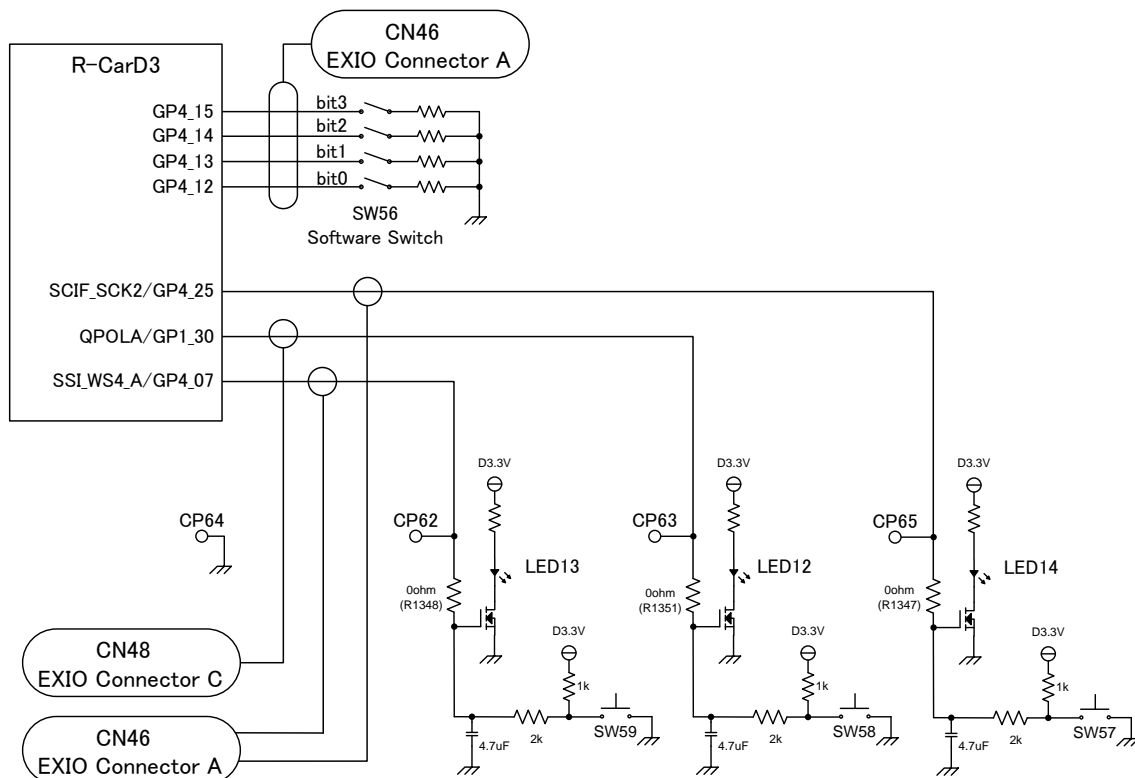 CN46
EXIO Connector A
R-CarD3
GP4_15
bit3
GP4_14
bit2
GP4_13
bit1
GP4_12
bit0
SW56
Software Switch
SCIF_SCK2/GP4_25
QPOLA/GP1_30
SSI_WS4_A/GP4_07
D3.3V
D3.3V
D3.3V
CP64
CP62
CP63
CP65
LED13
LED12
LED14
0ohm
(R1348)
0ohm
(R1351)
0ohm
(R1347)
D3.3V
D3.3V
D3.3V
CN48
EXIO Connector C
1k
1k
1k
SW59
SW58
SW57
4.7uF
2k
4.7uF
2k
4.7uF
2k
CN46
EXIO Connector A